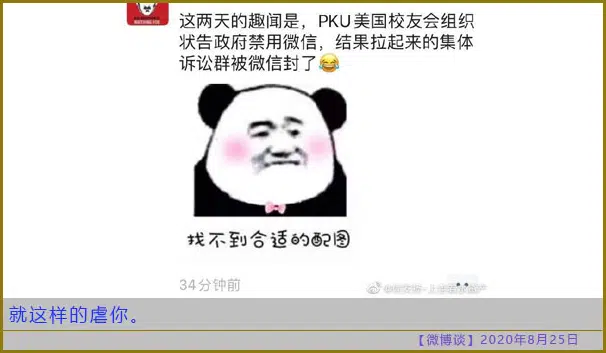 这两天的趣闻是，PKU美国校友会组织
状告政府禁用微信，结果拉起来的集体
诉讼群被微信封了😂
找不到合适的配图
34分钟前
就这样的虐你。
【微博谈】2020年8月25日